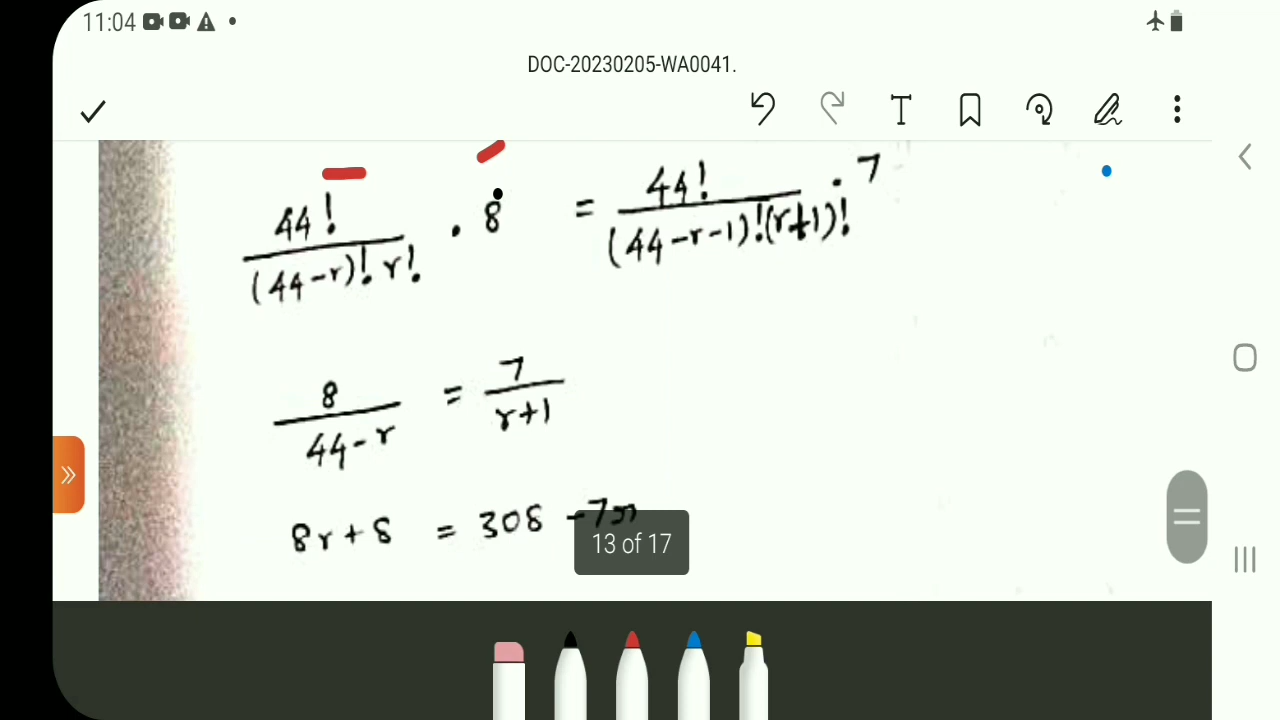 11:04
DOC-20230205-WA0041.
T
44! / (44-r)! r! . 8 = 44! / (44-r-1)!(r+1)! . 7
8 / 44-r = 7 / r+1
8r+8 = 308 -7r
13 of 17